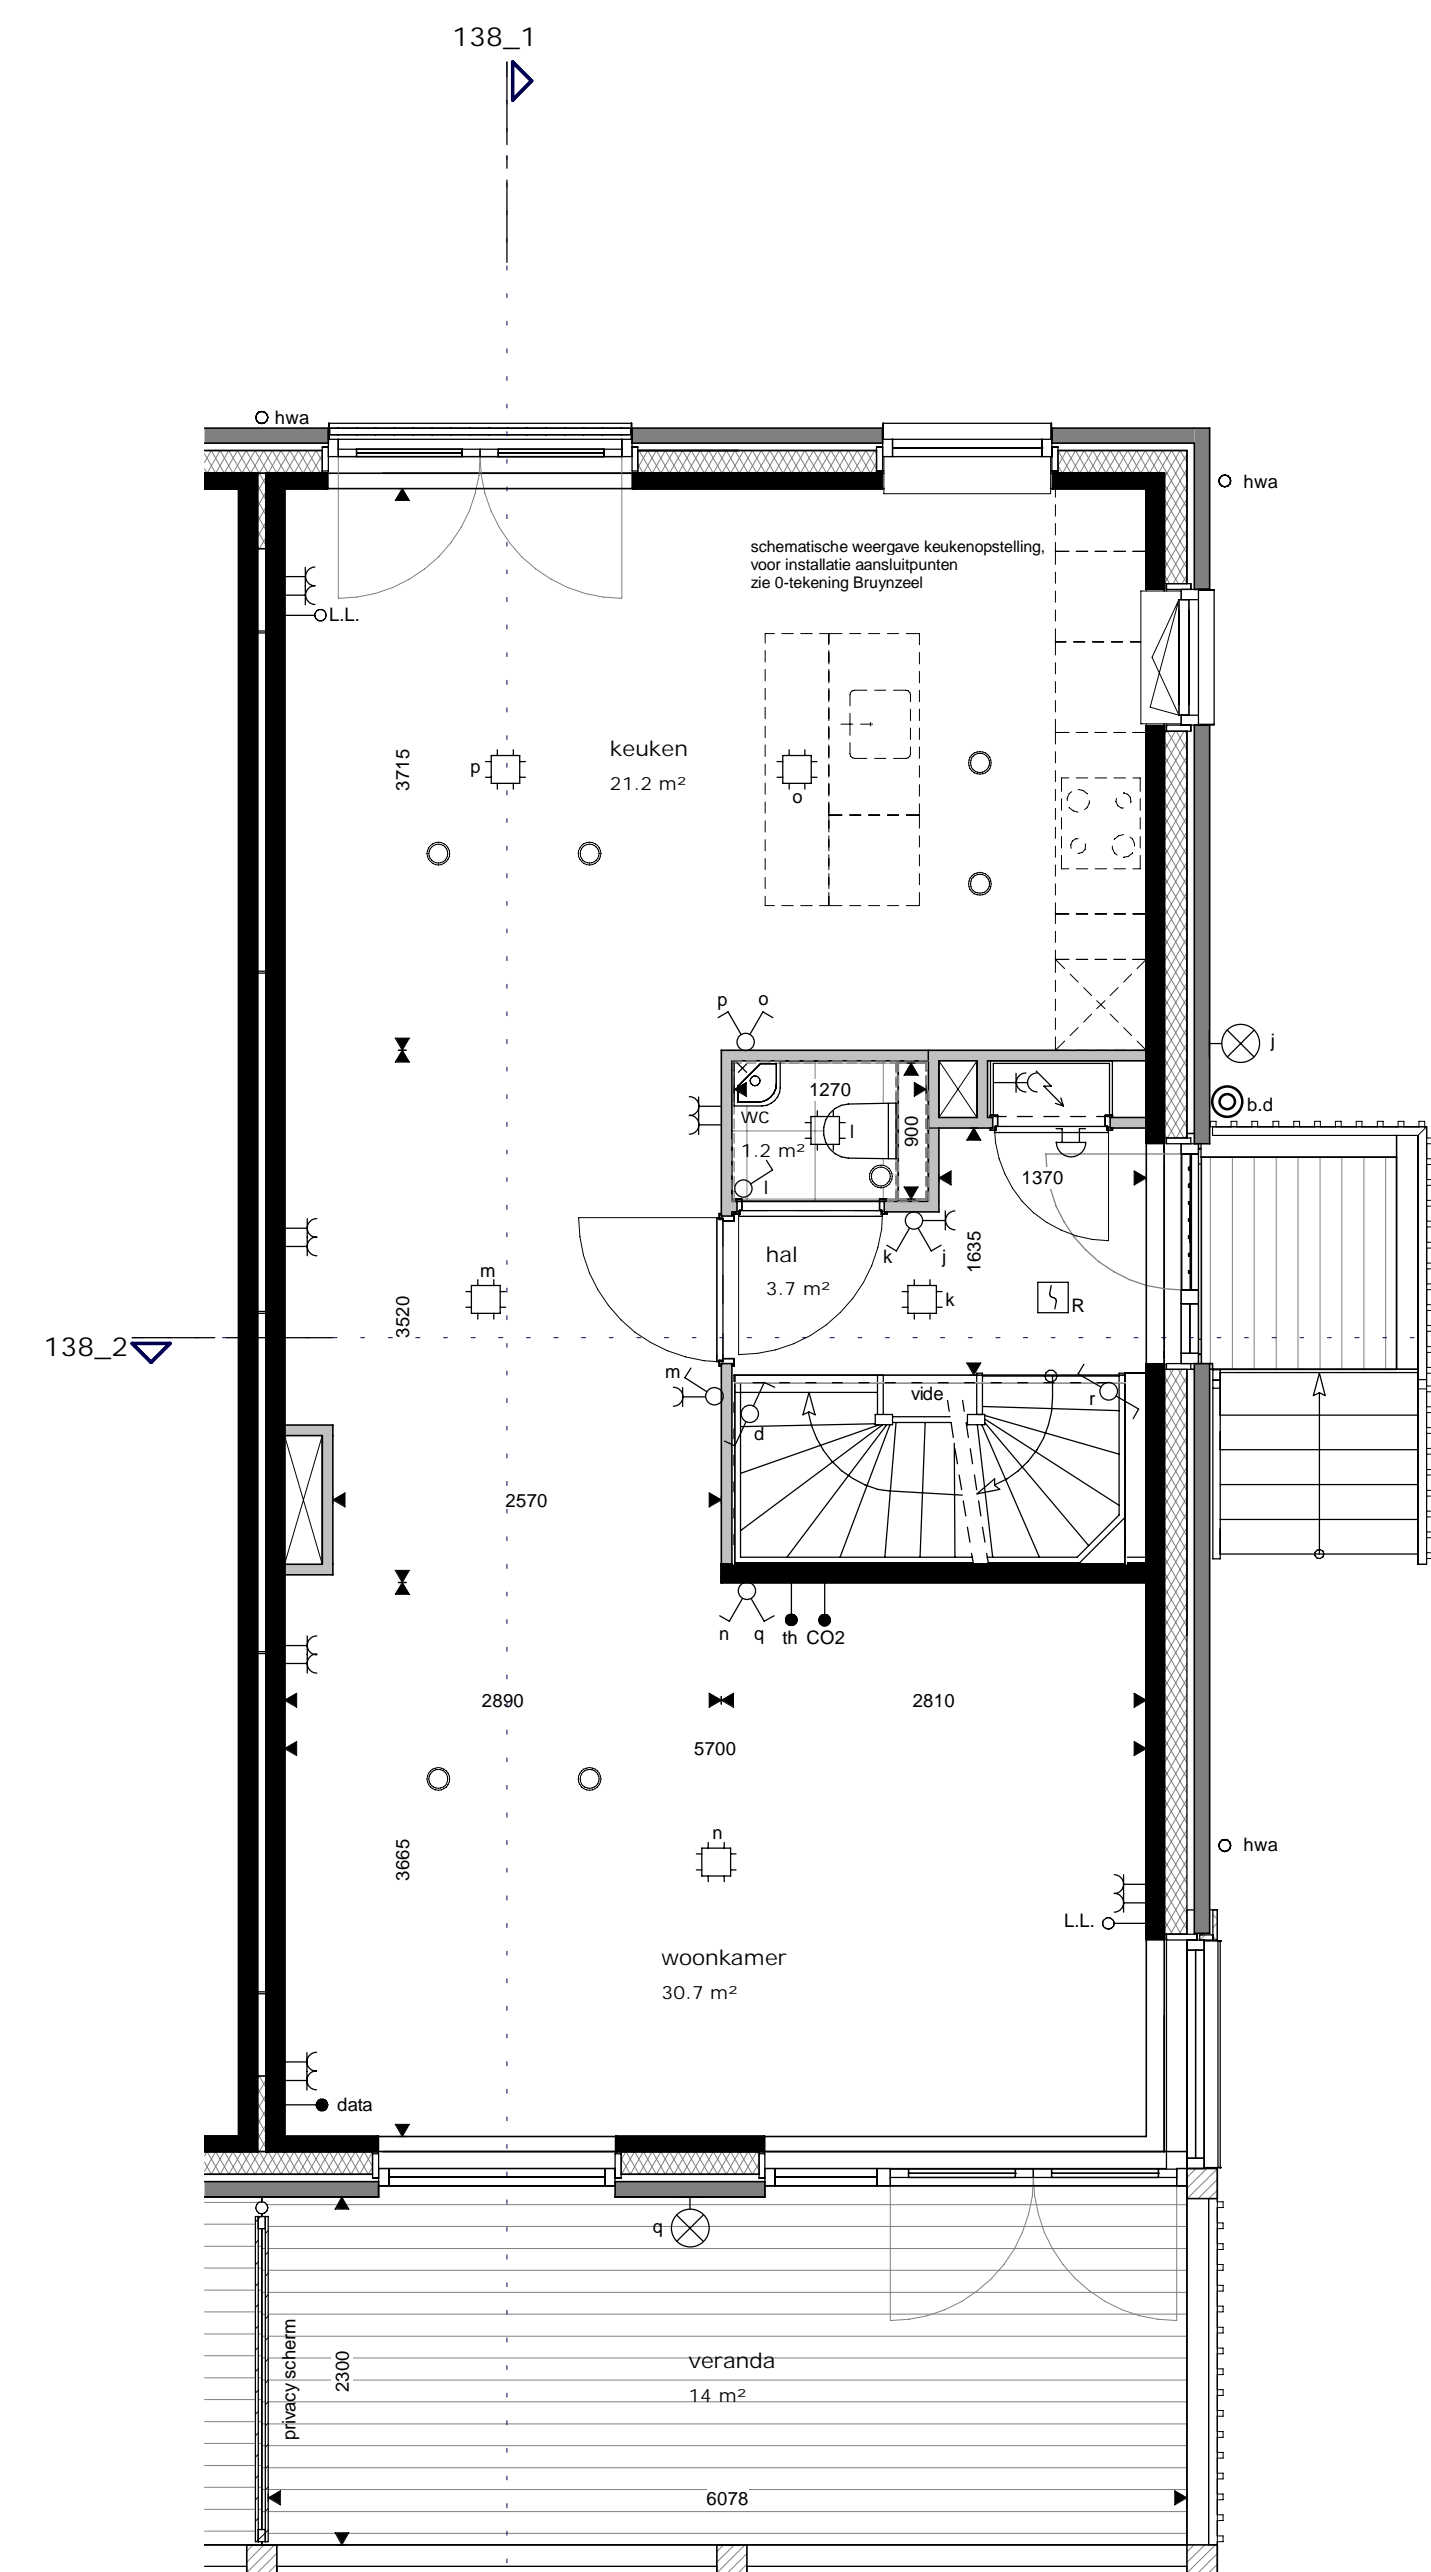 138_1
hwa
hwa
schematische weergave keukenopstelling,
voor installatie aansluitpunten
zie 0-tekening Bruynzeel
L.L.
keuken
21.2 m²
3715
p
o
p
o
j
b.d
1270
WC
1.2 m²
l
l
900
1370
k
j
1635
hal
3.7 m²
k
R
m
3520
138_2
m
vide
r
d
2570
n
q
th
CO2
2890
2810
5700
n
3665
hwa
L.L.
woonkamer
30.7 m²
data
q
privacy scherm
2300
veranda
14 m²
6078